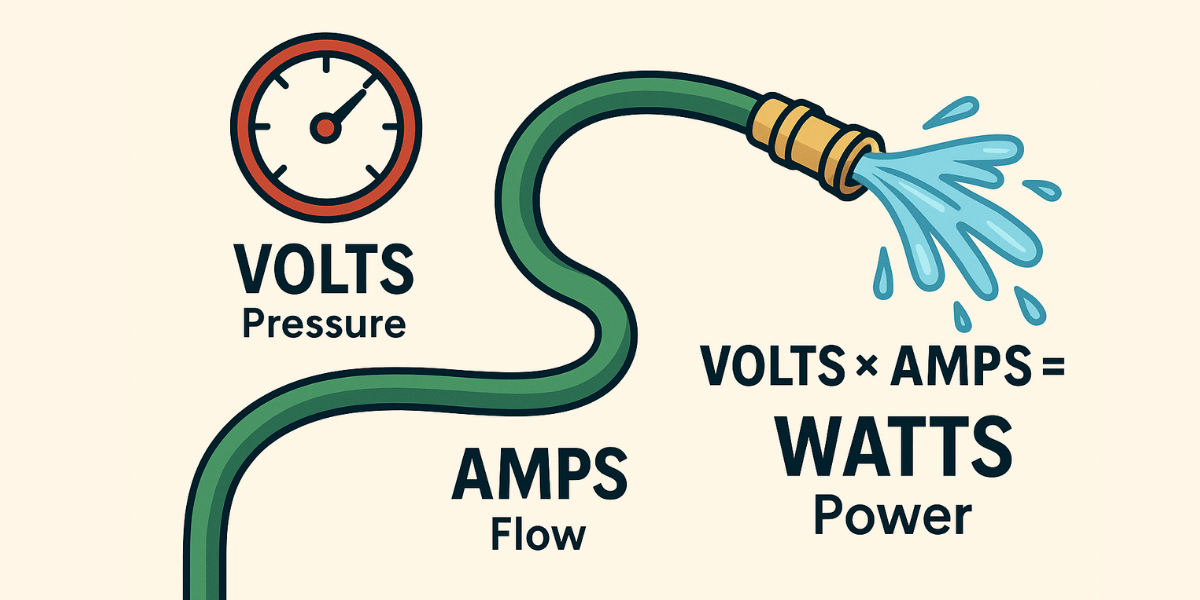 VOLTS
Pressure
AMPS
Flow
VOLTS × AMPS =
WATTS
Power